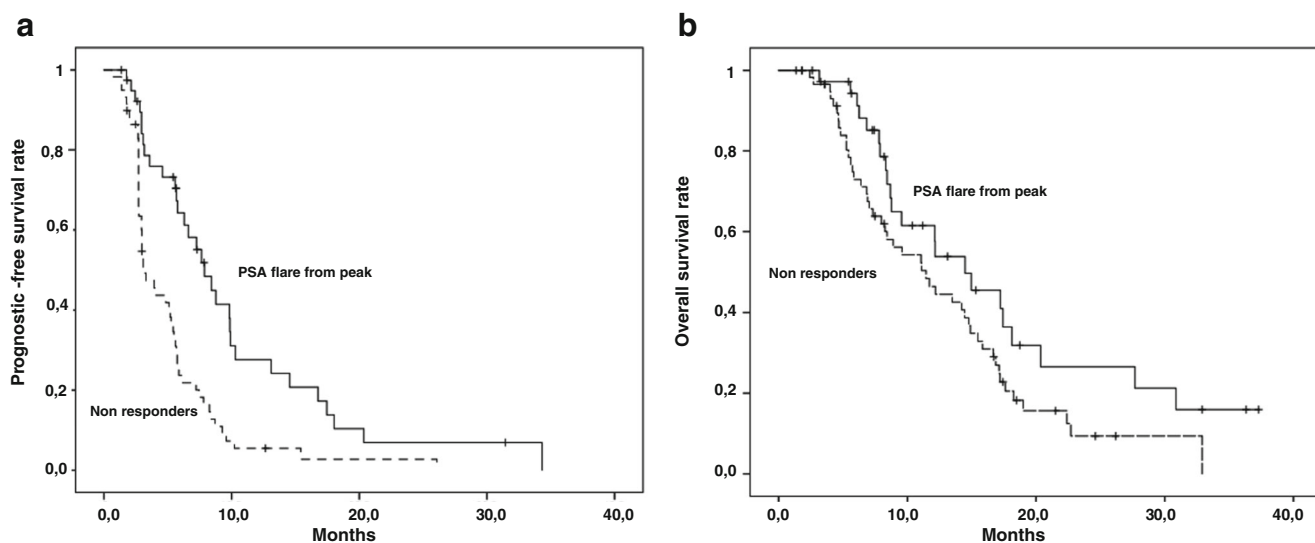 a
Prognostic -free survival rate
1
0,8
0,6
0,4
0,2
0,0
PSA flare from peak
Non responders
0,0
10,0
20,0
30,0
40,0
Months
b
Overall survival rate
1
0,8
0,6
0,4
0,2
0,0
PSA flare from peak
Non responders
0,0
10,0
20,0
30,0
40,0
Months